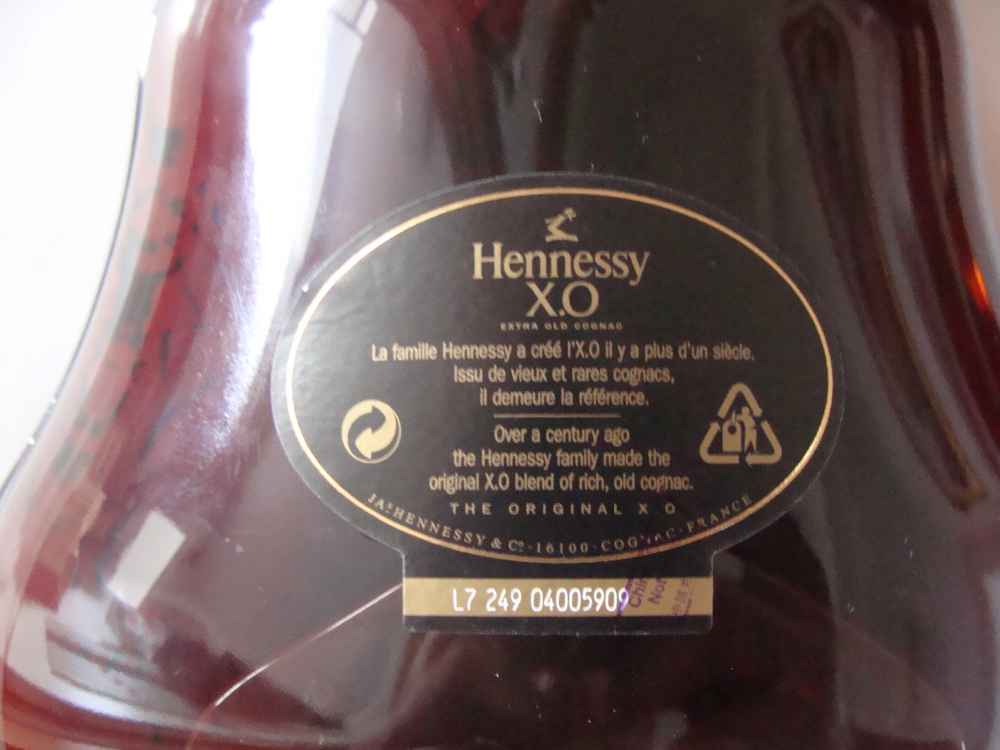 Hennessy
X.O
EXTRA OLD COGNAC
La famille Hennessy a créé l'X.O il y a plus d'un siècle.
Issu de vieux et rares cognacs,
il demeure la référence.
Over a century ago
the Hennessy family made the
original X.O blend of rich, old cognac.
THE ORIGINAL X O
JAS HENNESSY & Cº - 16100 - COGNAC - FRANCE
L7 249 04005909